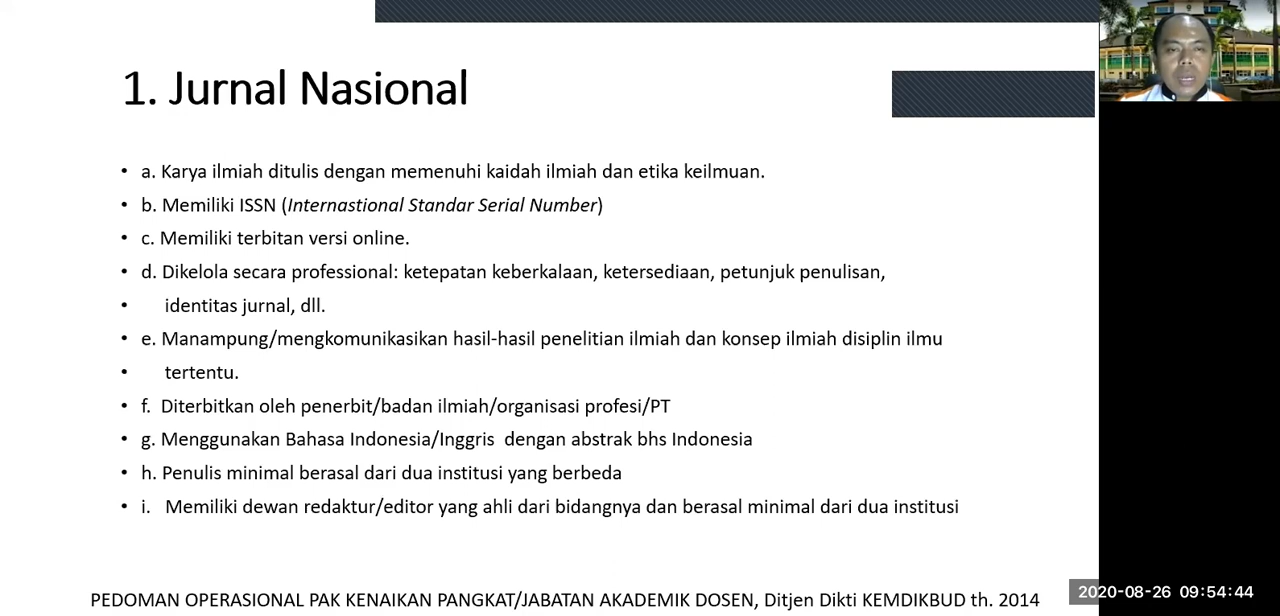 1. Jurnal Nasional
• a. Karya ilmiah ditulis dengan memenuhi kaidah ilmiah dan etika keilmuan.
• b. Memiliki ISSN (Internastional Standar Serial Number)
• c. Memiliki terbitan versi online.
• d. Dikelola secara professional: ketepatan keberkalaan, ketersediaan, petunjuk penulisan,
• identitas jurnal, dll.
• e. Manampung/mengkomunikasikan hasil-hasil penelitian ilmiah dan konsep ilmiah disiplin ilmu
• tertentu.
• f. Diterbitkan oleh penerbit/badan ilmiah/organisasi profesi/PT
• g. Menggunakan Bahasa Indonesia/Inggris dengan abstrak bhs Indonesia
• h. Penulis minimal berasal dari dua institusi yang berbeda
• i. Memiliki dewan redaktur/editor yang ahli dari bidangnya dan berasal minimal dari dua institusi
PEDOMAN OPERASIONAL PAK KENAIKAN PANGKAT/JABATAN AKADEMIK DOSEN, Ditjen Dikti KEMDIKBUD th. 2014
2020-08-26 09:54:44